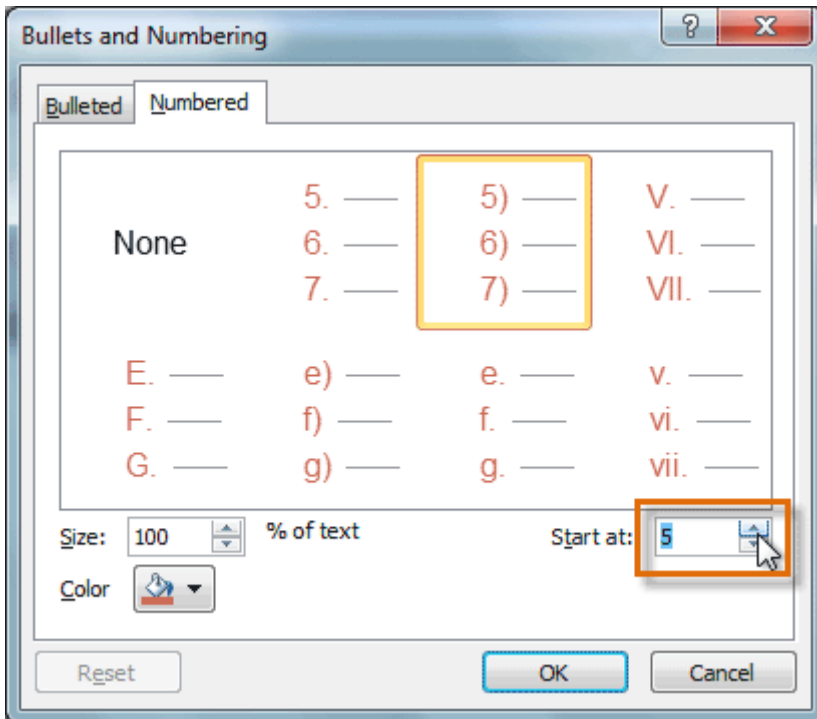 Bullets and Numbering
?
Bulleted Numbered
None
5.
6.
7.
5)
6)
7)
V.
VI.
VII.
E.
F.
G.
e)
f)
g)
e.
f.
g.
v.
vi.
vii.
Size: 100 % of text Start at: 5
Color
Reset OK Cancel